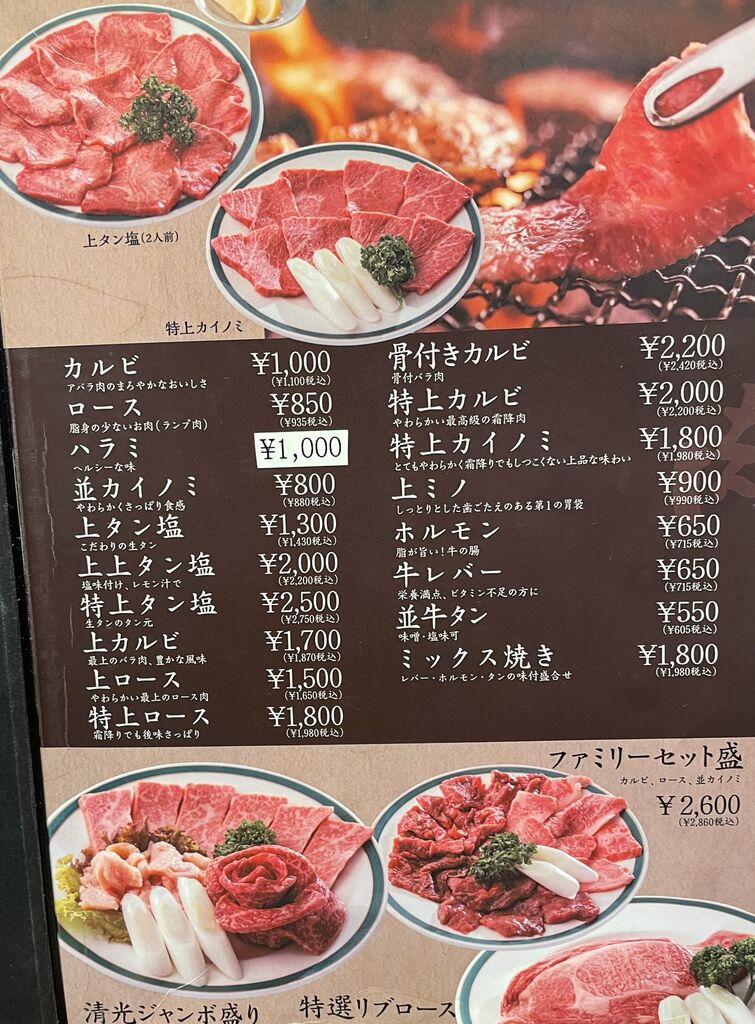 上タン塩(2人前)
特上カイノミ
カルビ ¥1,000
アバラ肉のまろやかなおいしさ (¥1,100税込)
ロース ¥850
脂身の少ないお肉(ランプ肉) (¥935税込)
ハラミ ¥1,000
ヘルシーな味
並カイノミ ¥800
やわらかくさっぱり食感 (¥880税込)
上タン塩 ¥1,300
こだわりの生タン (¥1,430税込)
上上タン塩 ¥2,000
塩味付け、レモン汁で (¥2,200税込)
特上タン塩 ¥2,500
生タンのタン元 (¥2,750税込)
上カルビ ¥1,700
最上のバラ肉、豊かな風味 (¥1,870税込)
上ロース ¥1,500
やわらかい最上のロース肉 (¥1,650税込)
特上ロース ¥1,800
霜降りでも後味さっぱり (¥1,980税込)
骨付きカルビ ¥2,200
骨付バラ肉 (¥2,420税込)
特上カルビ ¥2,000
やわらかい最高級の霜降肉 (¥2,200税込)
特上カイノミ ¥1,800
とてもやわらかく霜降りでもしつこくない上品な味わい (¥1,980税込)
上ミノ ¥900
しっとりとした歯ごたえのある第1の胃袋 (¥990税込)
ホルモン ¥650
脂が旨い!牛の腸 (¥715税込)
牛レバー ¥650
栄養満点、ビタミン不足の方に (¥715税込)
並牛タン ¥550
味噌・塩味可 (¥605税込)
ミックス焼き ¥1,800
レバー・ホルモン・タンの味付盛合せ (¥1,980税込)
ファミリーセット盛
カルビ、ロース、並カイノミ
¥2,600
(¥2,860税込)
清光ジャンボ盛り
特選リブロース